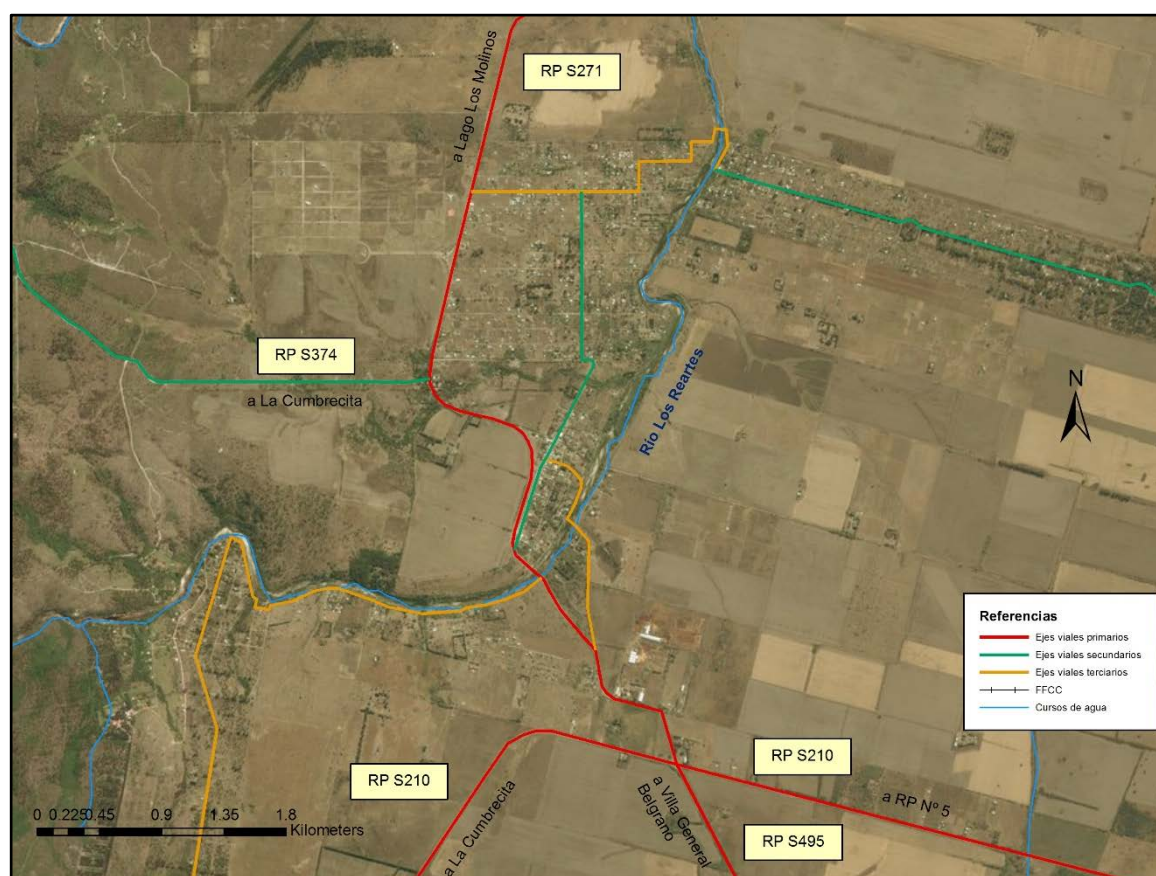 a Lago Los Molinos
RP S271
RP S374
a La Cumbrecita
Río Los Reartes
N
Referencias
Ejes viales primarios
Ejes viales secundarios
Ejes viales terciarios
FFCC
Cursos de agua
RP S210
RP S210
a La Cumbrecita
a Villa General
Belgrano
a RP Nº 5
RP S495
0 0.225 0.45 0.9 1.35 1.8
Kilometers